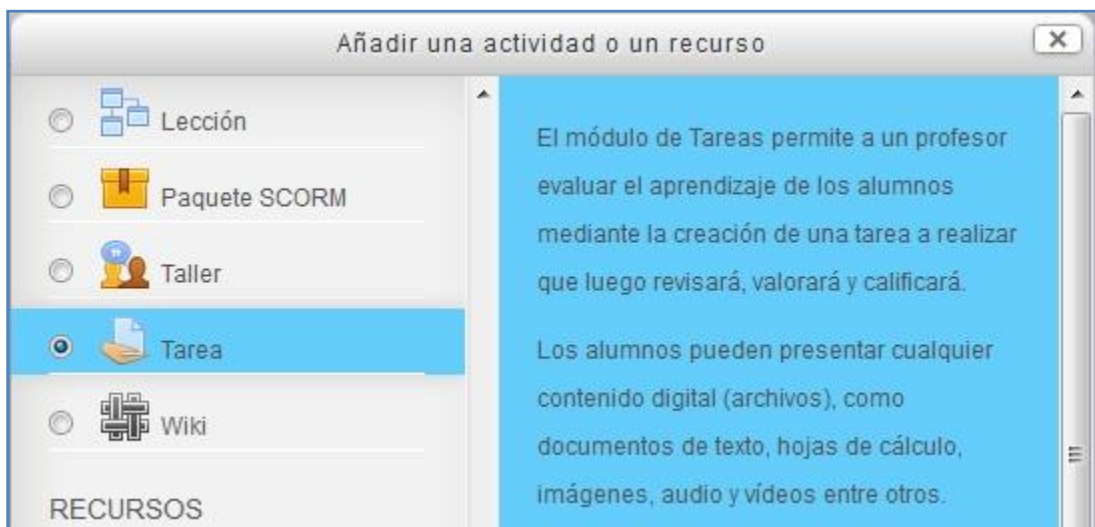 Añadir una actividad o un recurso
Lección
Paquete SCORM
Taller
Tarea
Wiki
RECURSOS
El módulo de Tareas permite a un profesor
evaluar el aprendizaje de los alumnos
mediante la creación de una tarea a realizar
que luego revisará, valorará y calificará.
Los alumnos pueden presentar cualquier
contenido digital (archivos), como
documentos de texto, hojas de cálculo,
imágenes, audio y vídeos entre otros.